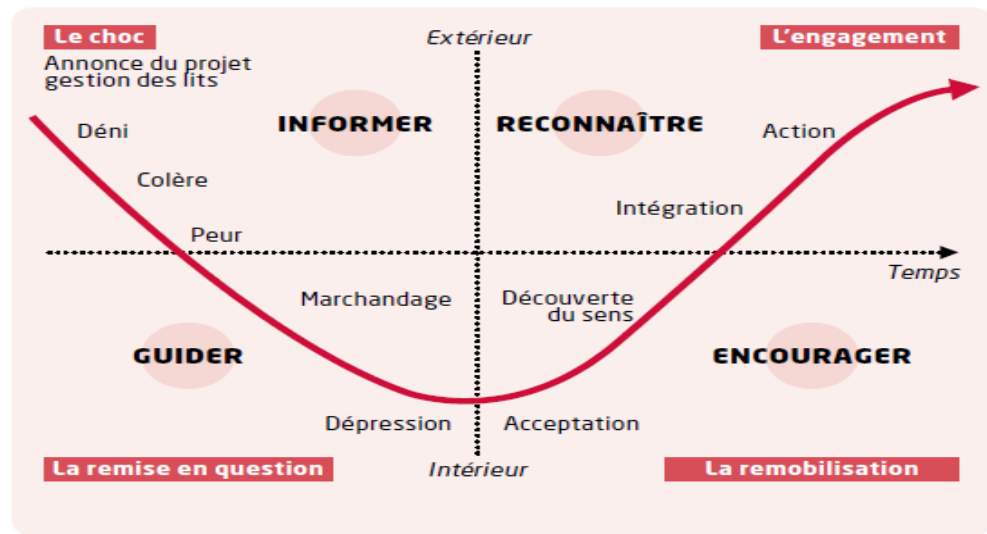 Le choc
Extérieur
L'engagement
Annonce du projet
gestion des lits
INFORMER
RECONNAÎTRE
Déni
Action
Colère
Intégration
Peur
Temps
Marchandage
Découverte
du sens
GUIDER
ENCOURAGER
Dépression
Acceptation
La remise en question
Intérieur
La remobilisation